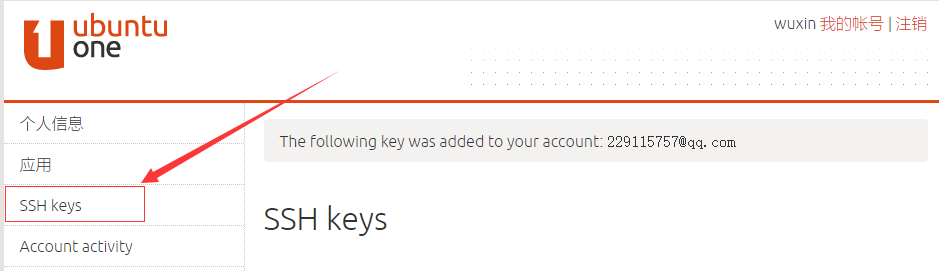 ubuntu
one
wuxin 我的帐号 | 注销
个人信息
应用
SSH keys
Account activity
The following key was added to your account: 229115757@qq.com
SSH keys